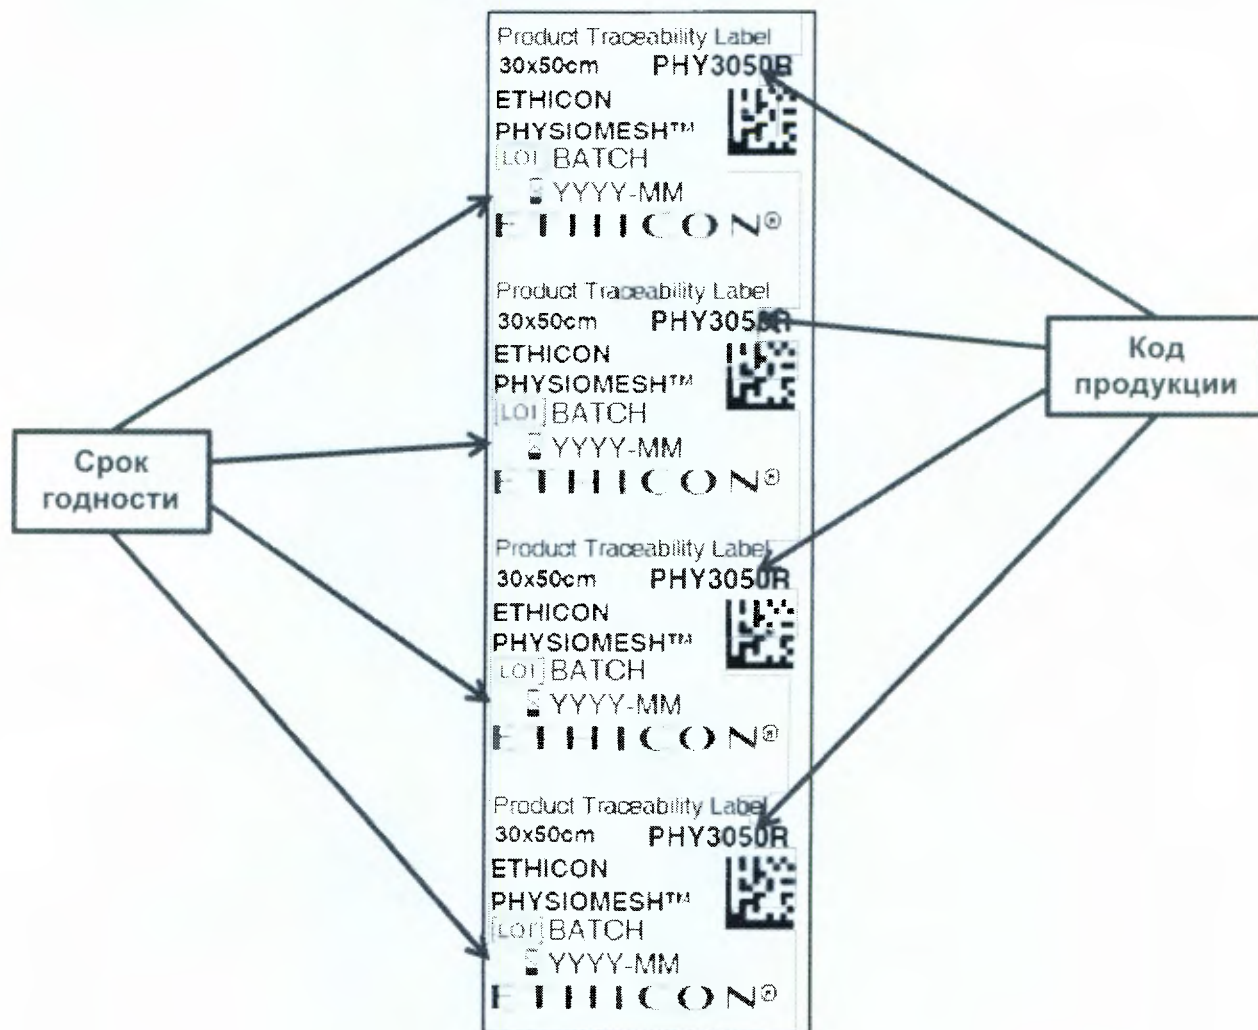 Product Traceability Label
30x50cm PHY3050R
ETHICON
PHYSIOMESH™
LOT BATCH
YYYY-MM
ETHICON®
Product Traceability Label
30x50cm PHY3050R
ETHICON
PHYSIOMESH™
LOT BATCH
YYYY-MM
ETHICON®
Product Traceability Label
30x50cm PHY3050R
ETHICON
PHYSIOMESH™
LOT BATCH
YYYY-MM
ETHICON®
Product Traceability Label
30x50cm PHY3050R
ETHICON
PHYSIOMESH™
LOT BATCH
YYYY-MM
ETHICON®
Срок
годности
Код
продукции